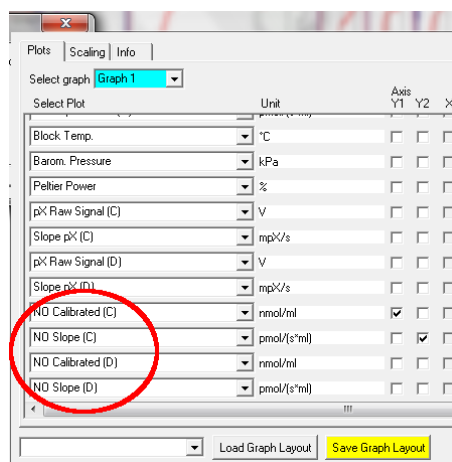 Plots Scaling Info
Select graph Graph 1
Axis
Select Plot Unit Y1 Y2
Block Temp. °C
Barom. Pressure kPa
Peltier Power %
pX Raw Signal (C) V
Slope pX (C) mpX/s
pX Raw Signal (D) V
Slope pX (D) mpX/s
NO Calibrated (C) nmol/ml
NO Slope (C) pmol/(s*ml)
NO Calibrated (D) nmol/ml
NO Slope (D) pmol/(s*ml)
Load Graph Layout Save Graph Layout